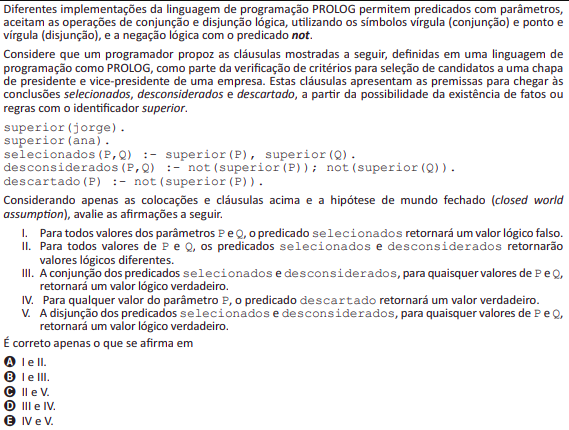 Diferentes implementações da linguagem de programação PROLOG permitem predicados com parâmetros,
aceitam as operações de conjunção e disjunção lógica, utilizando os símbolos vírgula (conjunção) e ponto e
vírgula (disjunção), e a negação lógica com o predicado not.
Considere que um programador propoz as cláusulas mostradas a seguir, definidas em uma linguagem de
programação como PROLOG, como parte da verificação de critérios para seleção de candidatos a uma chapa
de presidente e vice-presidente de uma empresa. Estas cláusulas apresentam as premissas para chegar às
conclusões selecionados, desconsiderados e descartado, a partir da possibilidade da existência de fatos ou
regras com o identificador superior.
superior(jorge).
superior(ana).
selecionados(P,Q) :- superior(P), superior(Q).
desconsiderados(P,Q) :- not(superior(P)); not(superior(Q)).
descartado(P) :- not(superior(P)).
Considerando apenas as colocações e cláusulas acima e a hipótese de mundo fechado (closed world
assumption), avalie as afirmações a seguir.
I. Para todos valores dos parâmetros P e Q, o predicado selecionados retornará um valor lógico falso.
II. Para todos valores de P e Q, os predicados selecionados e desconsiderados retornarão
valores lógicos diferentes.
III. A conjunção dos predicados selecionados e desconsiderados, para quaisquer valores de P e Q,
retornará um valor lógico verdadeiro.
IV. Para qualquer valor do parâmetro P, o predicado descartado retornará um valor verdadeiro.
V. A disjunção dos predicados selecionados e desconsiderados, para quaisquer valores de P e Q,
retornará um valor lógico verdadeiro.
É correto apenas o que se afirma em
A I e II.
B I e III.
C II e V.
D III e IV.
E IV e V.